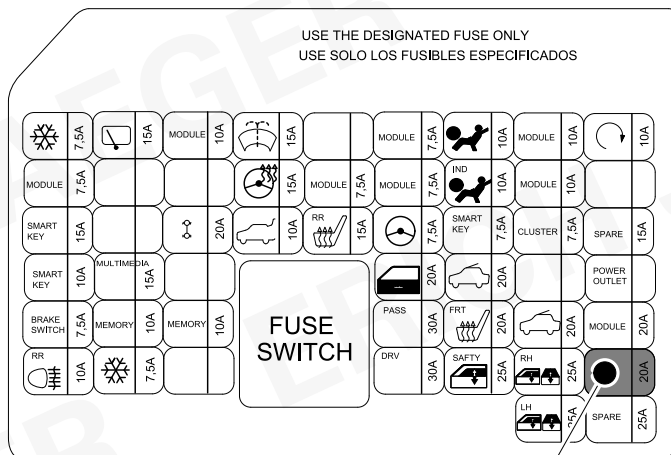 USE THE DESIGNATED FUSE ONLY
USE SOLO LOS FUSIBLES ESPECIFICADOS
7,5A 15A MODULE 10A 15A MODULE 7,5A 10A MODULE 10A 10A
MODULE 7,5A 15A MODULE 7,5A MODULE 7,5A IND 10A MODULE 10A
SMART KEY 15A 20A 10A RR 15A 7,5A SMART KEY 7,5A CLUSTER 7,5A SPARE 15A
SMART KEY 10A MULTIMEDIA 15A 20A 20A POWER OUTLET
BRAKE SWITCH 7,5A MEMORY 10A MEMORY 10A FUSE SWITCH PASS 30A FRT 20A 20A MODULE 20A
RR 10A 7,5A DRV 30A SAFTY 25A RH 25A 20A
LH 25A SPARE 25A